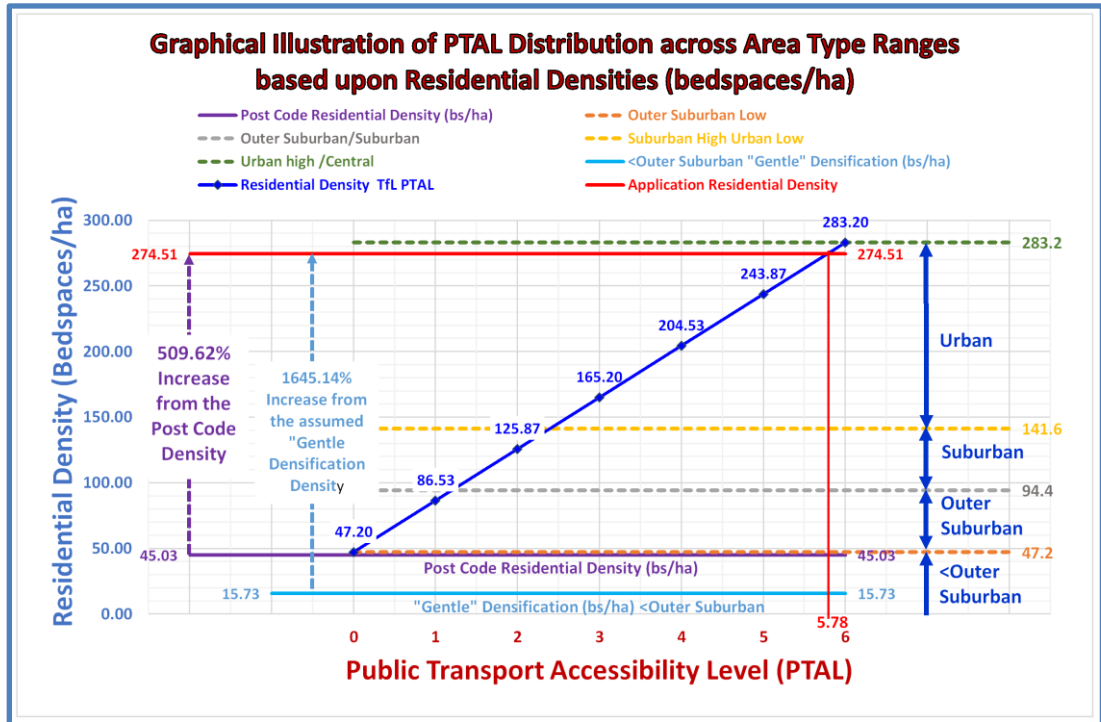 Graphical Illustration of PTAL Distribution across Area Type Ranges
based upon Residential Densities (bedspaces/ha)
Post Code Residential Density (bs/ha)
Outer Suburban Low
Outer Suburban/Suburban
Suburban High Urban Low
Urban high /Central
<Outer Suburban "Gentle" Densification (bs/ha)
Residential Density TfL PTAL
Application Residential Density
Residential Density (Bedspaces/ha)
300.00
250.00
200.00
150.00
100.00
50.00
0.00
274.51
45.03
15.73
509.62%
Increase
from the
Post Code
Density
1645.14%
Increase from
the assumed
"Gentle
Densification
Density
47.20
86.53
125.87
165.20
204.53
243.87
283.20
283.2
274.51
141.6
94.4
47.2
45.03
15.73
Urban
Suburban
Outer
Suburban
<Outer
Suburban
Post Code Residential Density (bs/ha)
"Gentle" Densification (bs/ha) <Outer Suburban
5.78
0
1
2
3
4
5
6
Public Transport Accessibility Level (PTAL)